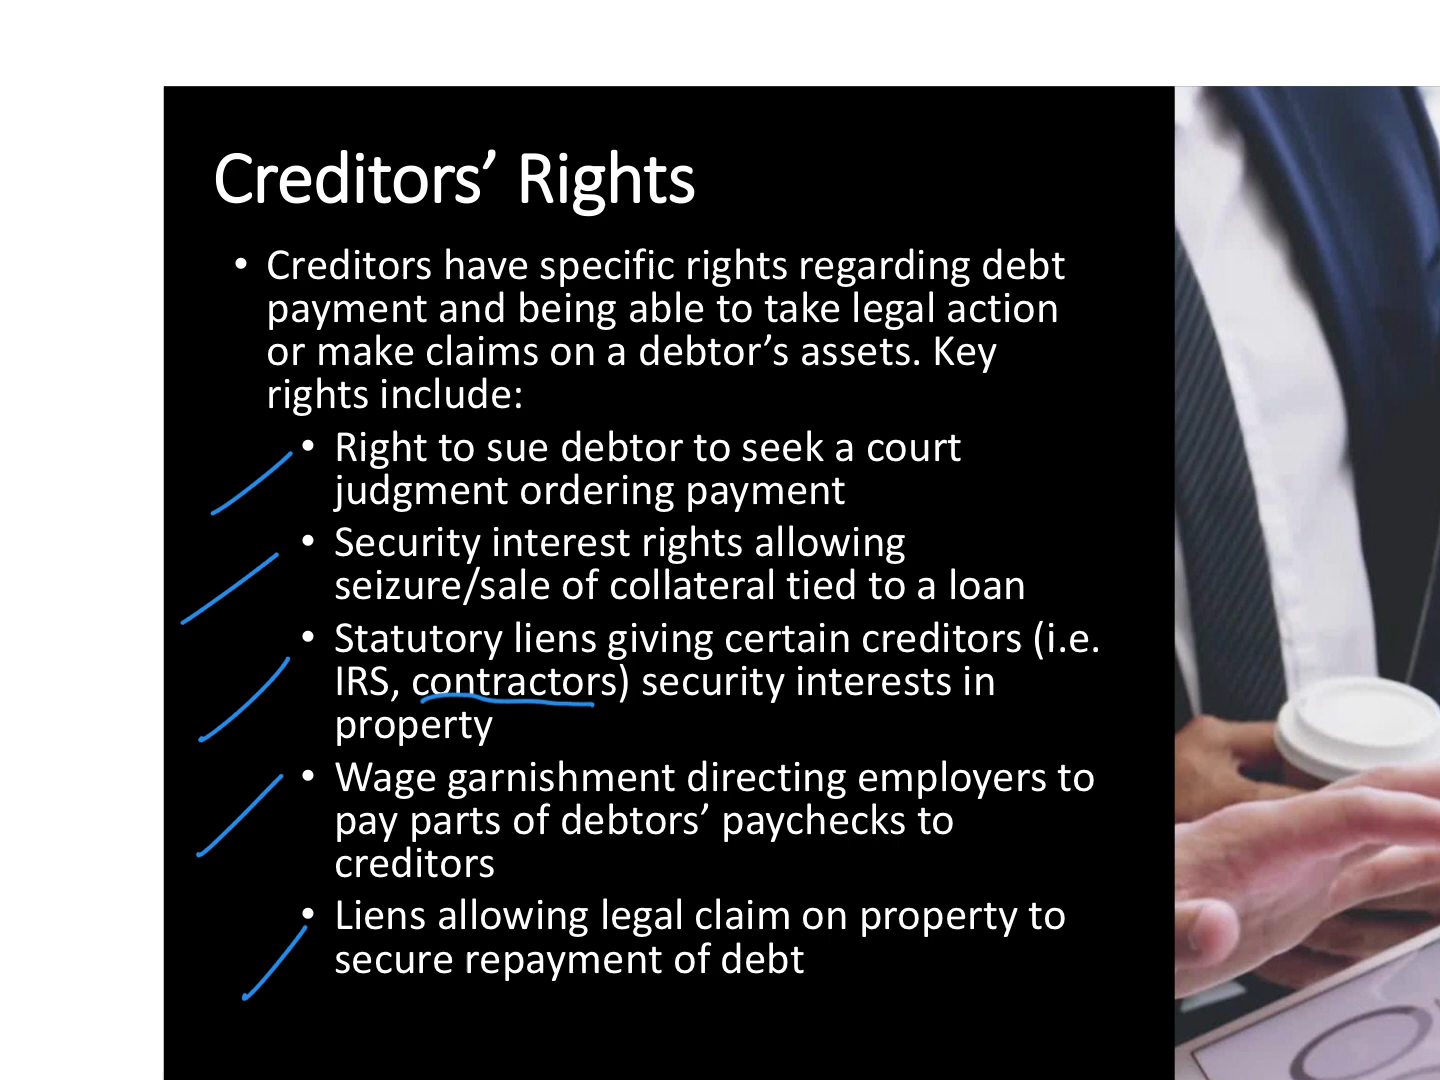 Creditors’ Rights
• Creditors have specific rights regarding debt
payment and being able to take legal action
or make claims on a debtor’s assets. Key
rights include:
• Right to sue debtor to seek a court
judgment ordering payment
• Security interest rights allowing
seizure/sale of collateral tied to a loan
• Statutory liens giving certain creditors (i.e.
IRS, contractors) security interests in
property
• Wage garnishment directing employers to
pay parts of debtors’ paychecks to
creditors
• Liens allowing legal claim on property to
secure repayment of debt